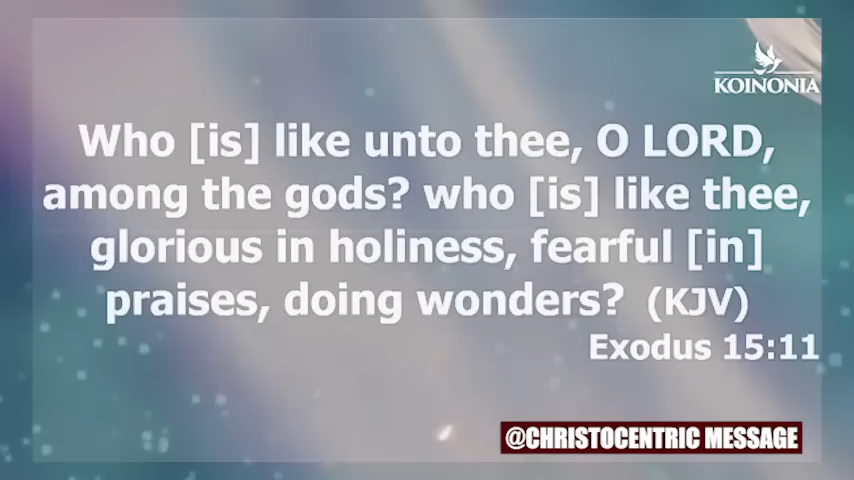 KOINONIA
Who [is] like unto thee, O LORD,
among the gods? who [is] like thee,
glorious in holiness, fearful [in]
praises, doing wonders? (KJV)
Exodus 15:11
@CHRISTOCENTRIC MESSAGE